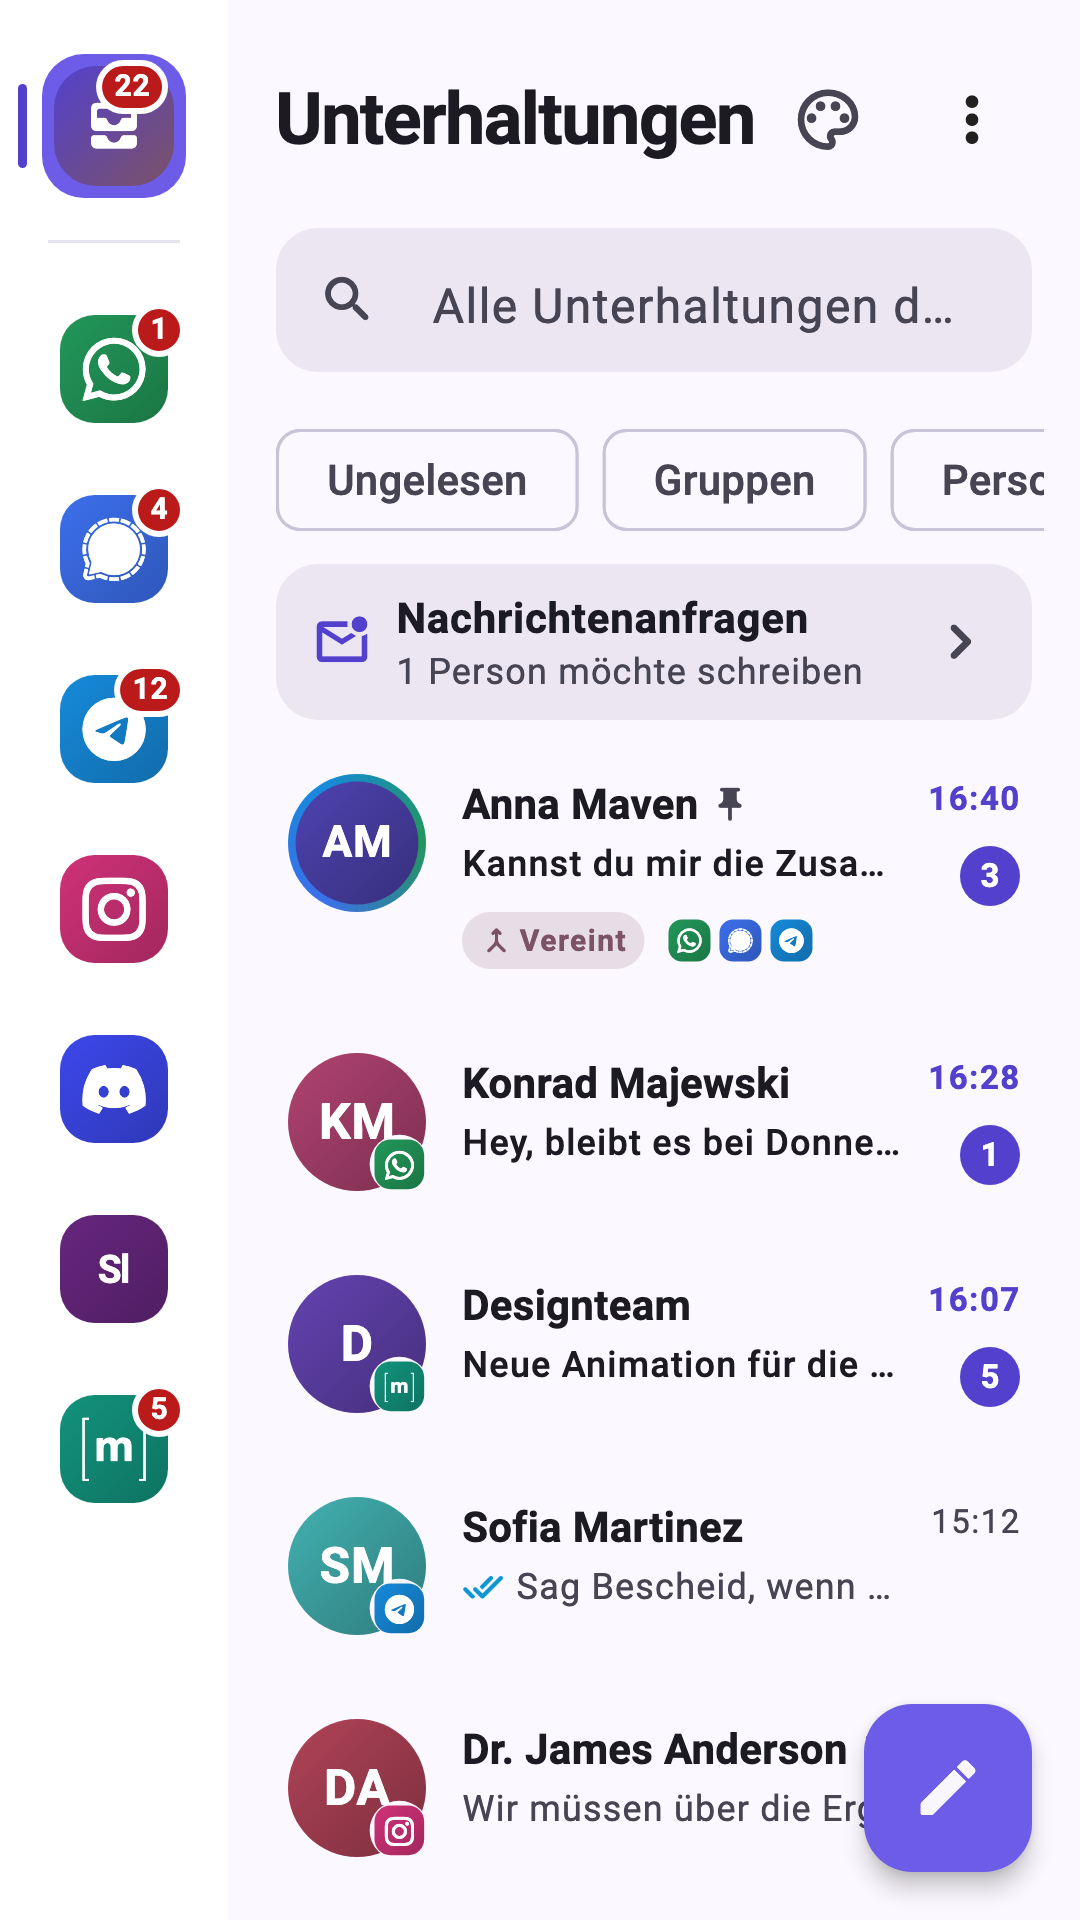 22
Unterhaltungen
Alle Unterhaltungen d…
1
Ungelesen
Gruppen
Perso
4
Nachrichtenanfragen
1 Person möchte schreiben
12
AM
Anna Maven
16:40
Kannst du mir die Zusa…
3
Vereint
KM
Konrad Majewski
16:28
Hey, bleibt es bei Donne…
1
SI
D
Designteam
16:07
Neue Animation für die …
5
[m]
5
[m]
SM
Sofia Martinez
15:12
Sag Bescheid, wenn …
DA
Dr. James Anderson
Wir müssen über die Erg